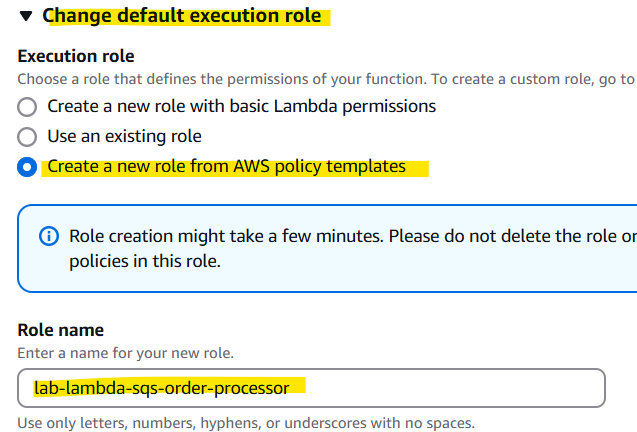 Change default execution role
Execution role
Choose a role that defines the permissions of your function. To create a custom role, go to
Create a new role with basic Lambda permissions
Use an existing role
Create a new role from AWS policy templates
Role creation might take a few minutes. Please do not delete the role or
policies in this role.
Role name
Enter a name for your new role.
lab-lambda-sqs-order-processor
Use only letters, numbers, hyphens, or underscores with no spaces.